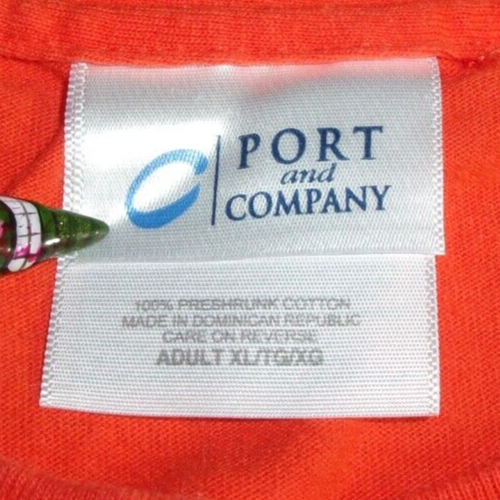 PORT
and
COMPANY
100% PRESHRUNK COTTON
MADE IN DOMINICAN REPUBLIC
CARE ON REVERSE
ADULT XL/TG/XG